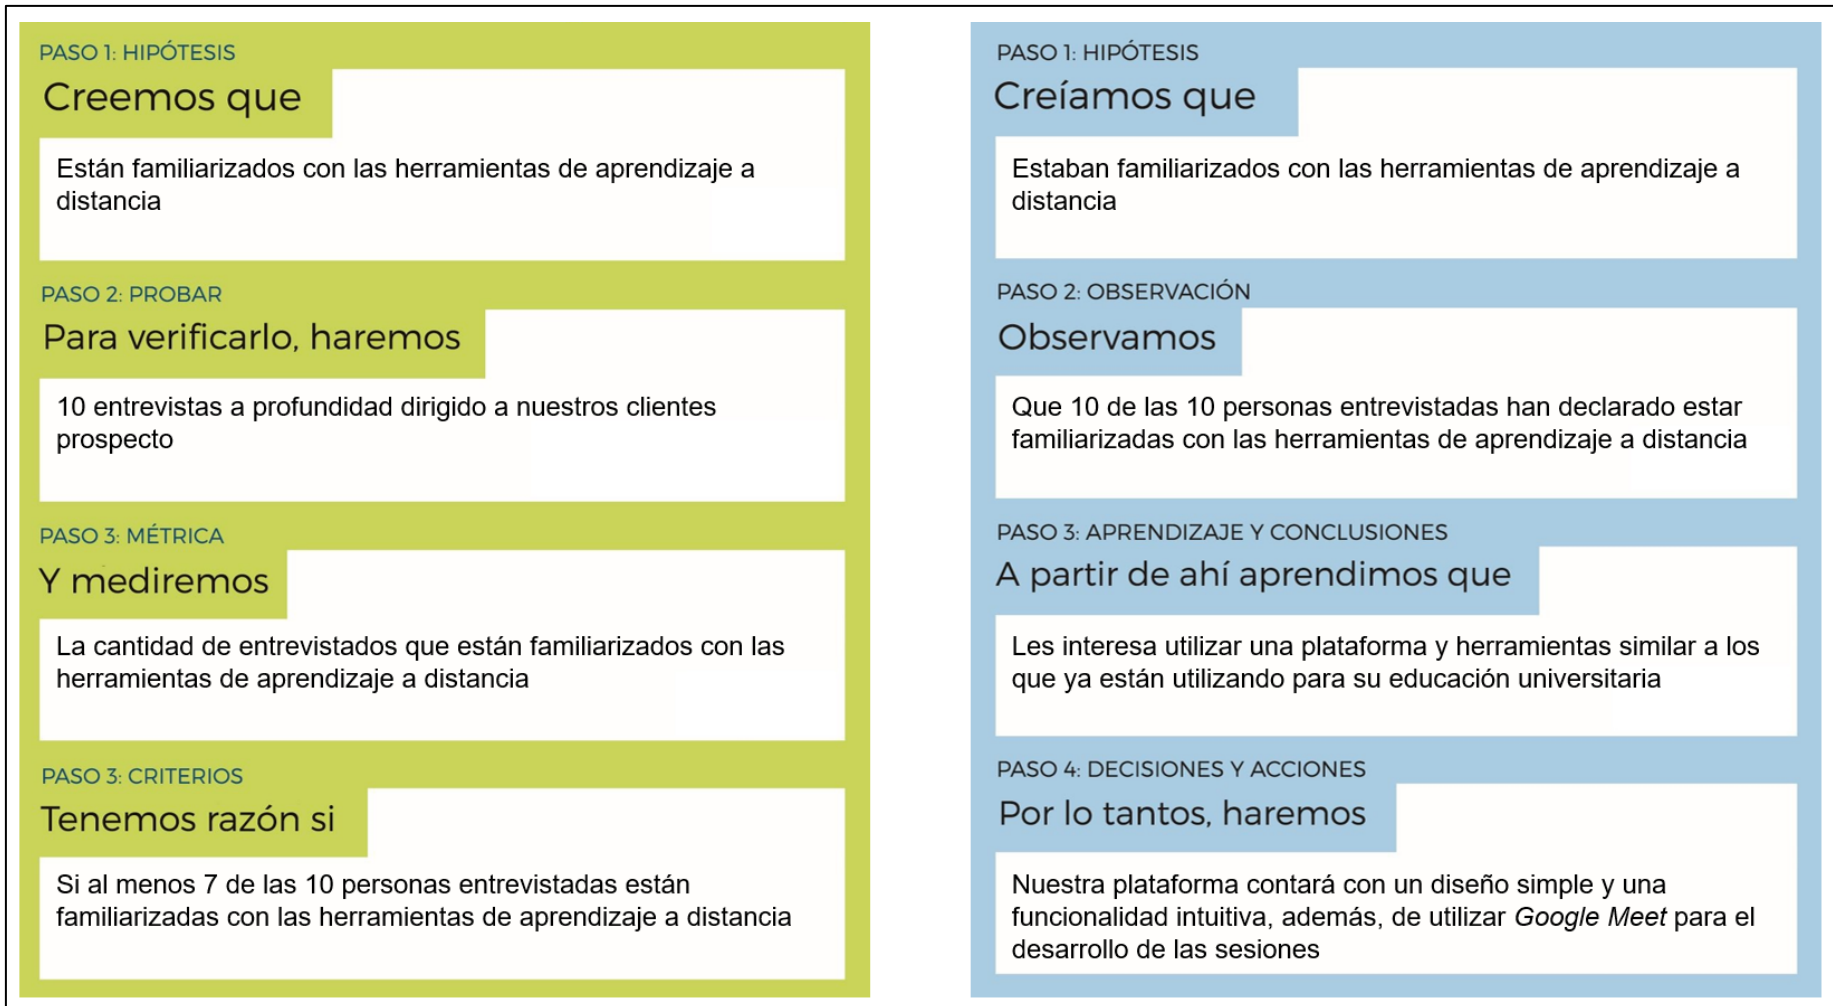 PASO 1: HIPÓTESIS
Creemos que
Están familiarizados con las herramientas de aprendizaje a
distancia
PASO 2: PROBAR
Para verificarlo, haremos
10 entrevistas a profundidad dirigido a nuestros clientes
prospecto
PASO 3: MÉTRICA
Y mediremos
La cantidad de entrevistados que están familiarizados con las
herramientas de aprendizaje a distancia
PASO 3: CRITERIOS
Tenemos razón si
Si al menos 7 de las 10 personas entrevistadas están
familiarizadas con las herramientas de aprendizaje a distancia
PASO 1: HIPÓTESIS
Creíamos que
Estaban familiarizados con las herramientas de aprendizaje a
distancia
PASO 2: OBSERVACIÓN
Observamos
Que 10 de las 10 personas entrevistadas han declarado estar
familiarizadas con las herramientas de aprendizaje a distancia
PASO 3: APRENDIZAJE Y CONCLUSIONES
A partir de ahí aprendimos que
Les interesa utilizar una plataforma y herramientas similar a los
que ya están utilizando para su educación universitaria
PASO 4: DECISIONES Y ACCIONES
Por lo tantos, haremos
Nuestra plataforma contará con un diseño simple y una
funcionalidad intuitiva, además, de utilizar Google Meet para el
desarrollo de las sesiones